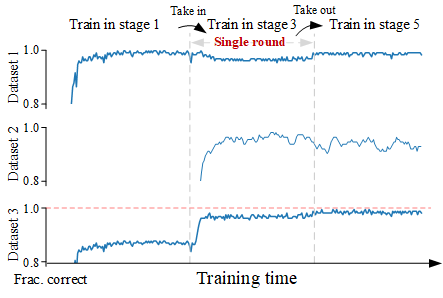 Take in
Take out
Train in stage 1
Train in stage 3
Train in stage 5
Single round
Dataset 1
1.0
0.8
Dataset 2
1.0
0.8
Dataset 3
1.0
0.8
Frac. correct
Training time